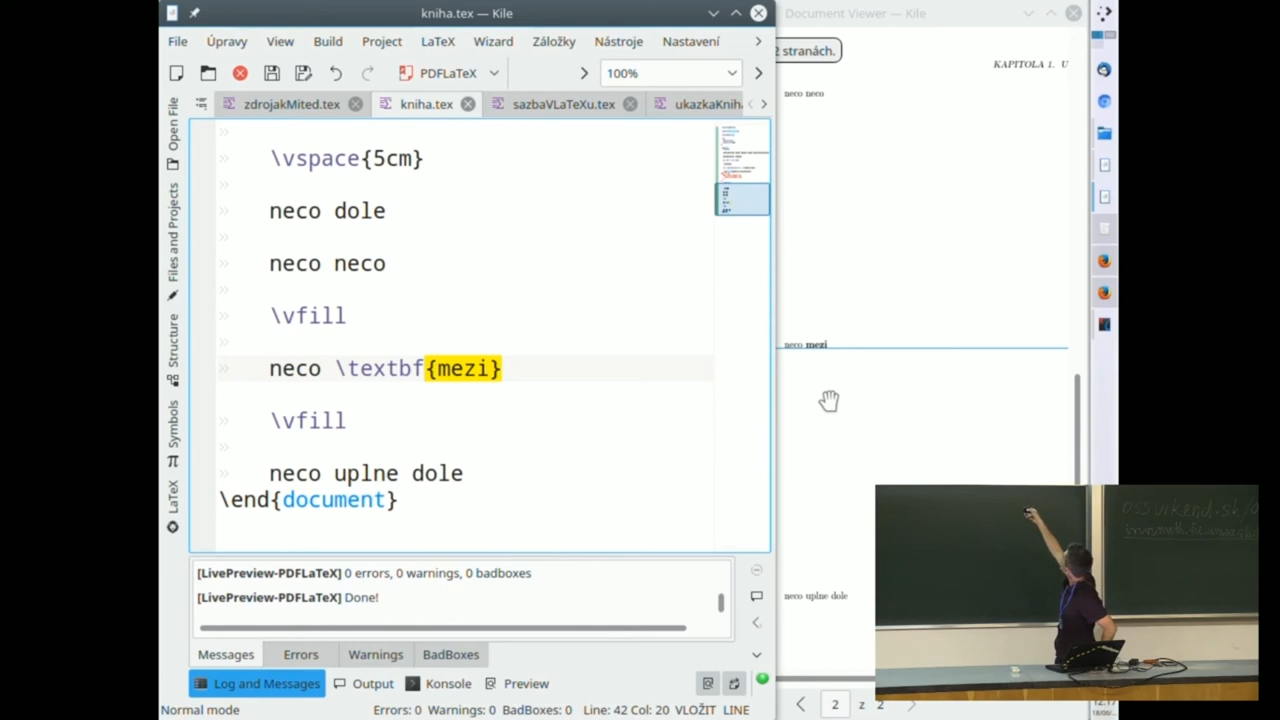 kniha.tex — Kile
Document Viewer — Kile
File Úpravy View Build Project LaTeX Wizard Záložky Nástroje Nastavení
2 stranách.
PDFLaTeX
100%
KAPITOLA 1. U
zdrojakMited.tex
kniha.tex
sazbaVLaTeXu.tex
ukazkaKnih
neco neco
Open File
Files and Projects
Structure
Symbols
LaTeX
\vspace{5cm}
neco dole
neco neco
\vfill
neco \textbf{mezi}
\vfill
neco uplne dole
\end{document}
neco mezi
neco uplne dole
[LivePreview-PDFLaTeX] 0 errors, 0 warnings, 0 badboxes
[LivePreview-PDFLaTeX] Done!
Messages Errors Warnings BadBoxes
Log and Messages Output Konsole Preview
Normal mode
Errors: 0 Warnings: 0 BadBoxes: 0 Line: 42 Col: 20 VLOŽIT LINE
2 z 2
12:17